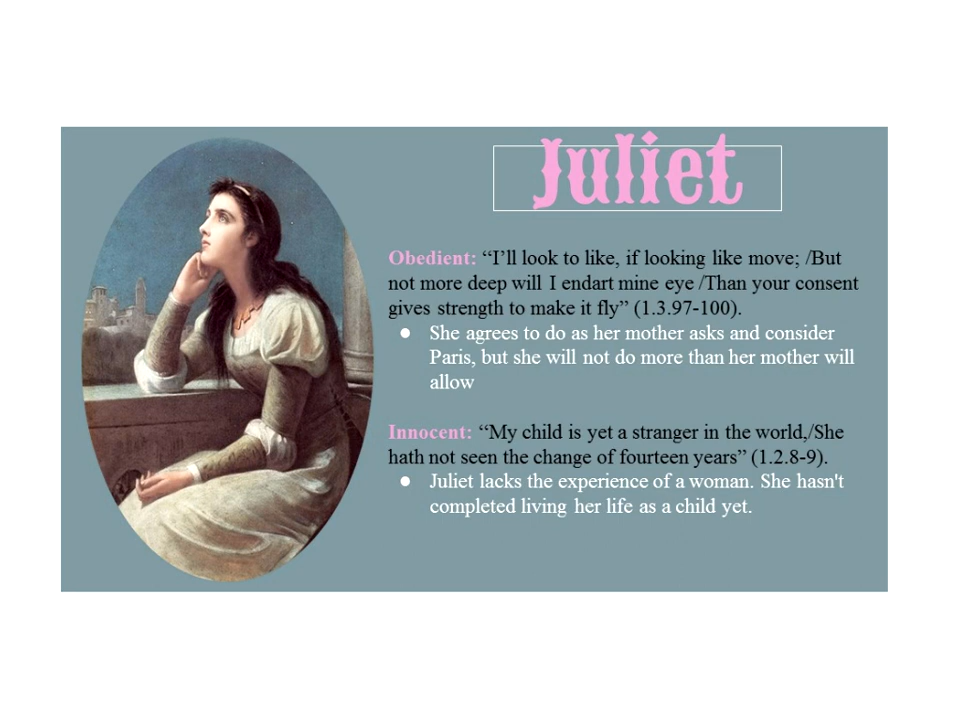 Juliet
Obedient: “I’ll look to like, if looking like move; /But
not more deep will I endart mine eye /Than your consent
gives strength to make it fly” (1.3.97-100).
● She agrees to do as her mother asks and consider
Paris, but she will not do more than her mother will
allow
Innocent: “My child is yet a stranger in the world,/She
hath not seen the change of fourteen years” (1.2.8-9).
● Juliet lacks the experience of a woman. She hasn't
completed living her life as a child yet.